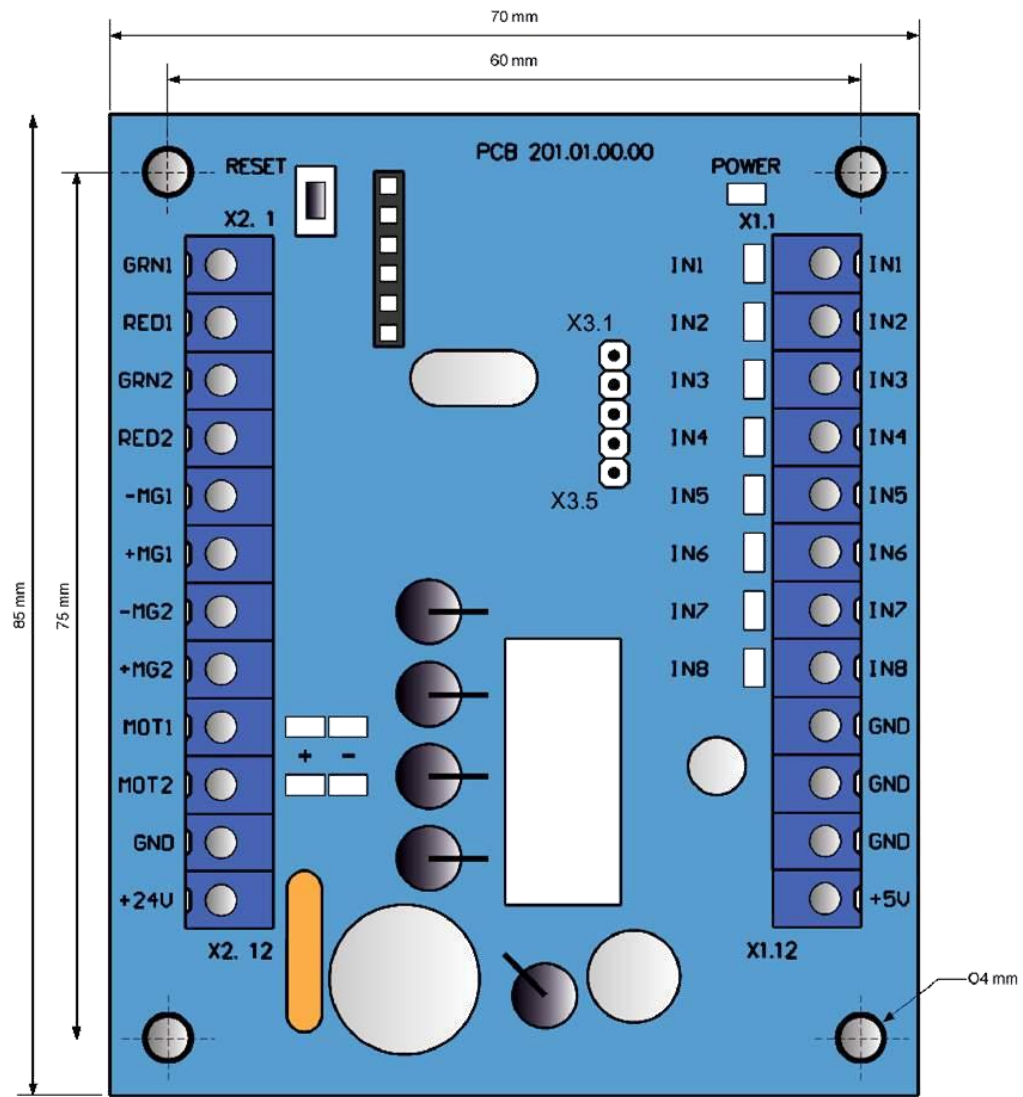 70 mm
60 mm
PCB 201.01.00.00
RESET
POWER
X2. 1
X1.1
GRN1
IN1
IN1
RED1
IN2
IN2
X3.1
GRN2
IN3
IN3
RED2
IN4
IN4
-MG1
IN5
IN5
X3.5
+MG1
IN6
IN6
-MG2
IN7
IN7
+MG2
IN8
IN8
MOT1
GND
+ -
MOT2
GND
GND
GND
+24V
+5V
X2. 12
X1.12
85 mm
75 mm
O4 mm